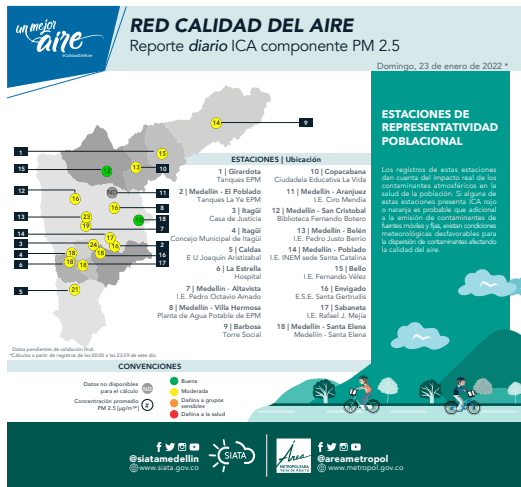 un mejor
aire
#CalidadDelAire
RED CALIDAD DEL AIRE
Reporte diario ICA componente PM 2.5
Domingo, 23 de enero de 2022 *
14
9
1
15
15
12
13
10
12
16
ND
11
16
8
13
23
19
18
7
14
17
3
24
16
2
4
18
18
16
6
18
18
17
5
21
ESTACIONES | Ubicación
1 | Girardota
Tanques EPM
2 | Medellín - El Poblado
Tanques La Ye EPM
3 | Itagüí
Casa de Justicia
4 | Itagüí
Concejo Municipal de Itagüí
5 | Caldas
E U Joaquín Aristizabal
6 | La Estrella
Hospital
7 | Medellín - Altavista
I.E. Pedro Octavio Amado
8 | Medellín - Villa Hermosa
Planta de Agua Potable de EPM
9 | Barbosa
Torre Social
10 | Copacabana
Ciudadela Educativa La Vida
11 | Medellín - Aranjuez
I.E. Ciro Mendia
12 | Medellín - San Cristobal
Biblioteca Fernando Botero
13 | Medellín - Belén
I.E. Pedro Justo Berrio
14 | Medellín - Poblado
I.E. INEM sede Santa Catalina
15 | Bello
I.E. Fernando Vélez
16 | Envigado
E.S.E. Santa Gertrudis
17 | Sabaneta
I.E. Rafael J. Mejia
18 | Medellín - Santa Elena
Medellín - Santa Elena
ESTACIONES DE
REPRESENTATIVIDAD
POBLACIONAL
Los registros de estas estaciones
dan cuenta del impacto real de los
contaminantes atmosféricos en la
salud de la población. Si alguna de
estas estaciones presenta ICA rojo
o naranja es probable que adicional
a la emisión de contaminantes de
fuentes móviles y fijas, existan condiciones
meteorológicas desfavorables para
la dispersión de contaminantes afectando
la calidad del aire.
Datos pendientes de validación final.
*Cálculos a partir de registros de las 00:00 a las 23:59 de este día.
CONVENCIONES
Datos no disponibles
para el cálculo
ND
Concentración promedio
PM 2.5 [µg/m³]
#
Buena
Moderada
Dañina a grupos
sensibles
Dañina a la salud
@siatamedellin
www.siata.gov.co
SIATA
Área
METROPOLITANA
Valle de Aburrá
@areametropol
www.metropol.gov.co